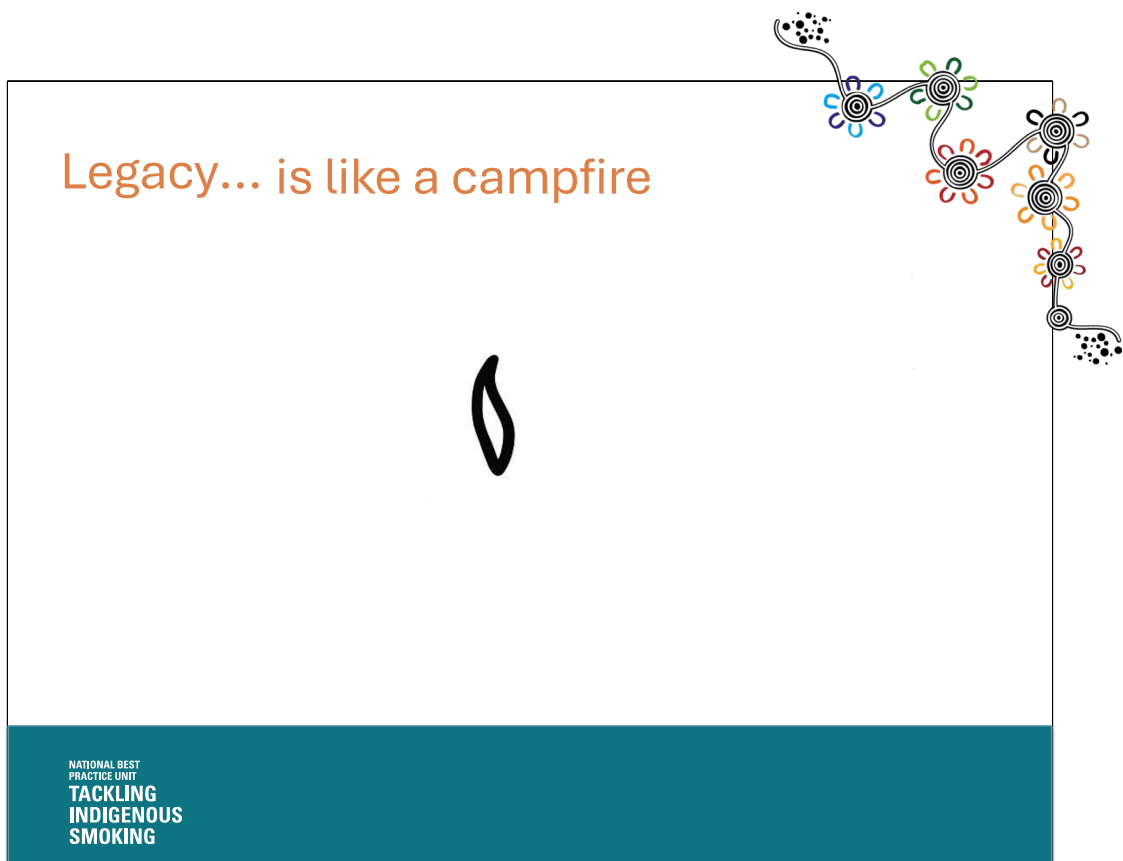 Legacy... is like a campfire
NATIONAL BEST
PRACTICE UNIT
TACKLING
INDIGENOUS
SMOKING